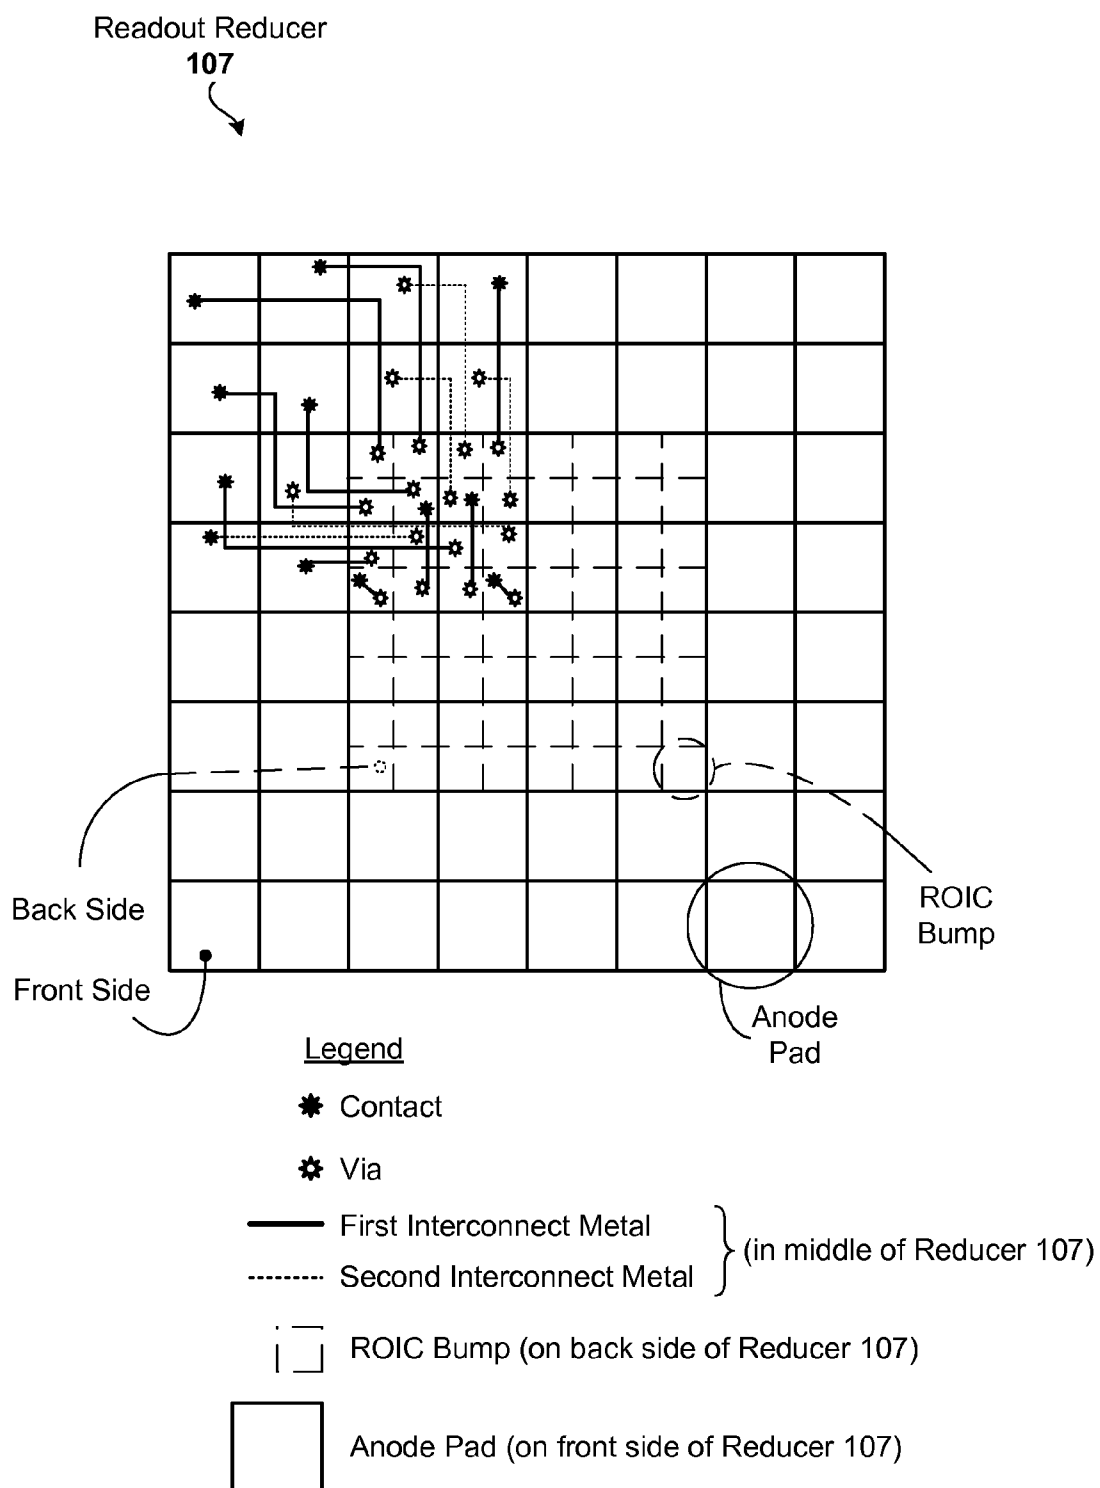 Readout Reducer
107
Back Side
Front Side
ROIC
Bump
Anode
Pad
Legend
Contact
Via
First Interconnect Metal
Second Interconnect Metal
(in middle of Reducer 107)
ROIC Bump (on back side of Reducer 107)
Anode Pad (on front side of Reducer 107)